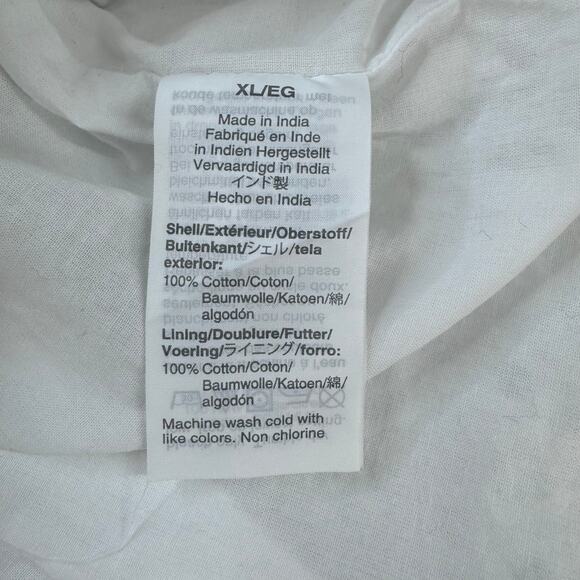 XL/EG
Made in India
Fabriqué en Inde
in Indien Hergestellt
Vervaardigd in India
インド製
Hecho en India
Shell/Extérieur/Oberstoff/
Buitenkant/シェル/tela
exterior:
100% Cotton/Coton/
Baumwolle/Katoen/綿/
algodón
Lining/Doublure/Futter/
Voering/ライニング/forro:
100% Cotton/Coton/
Baumwolle/Katoen/綿/
algodón
Machine wash cold with
like colors. Non chlorine